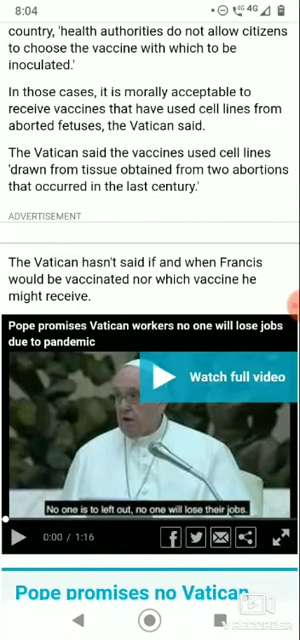 8:04
4G 4G
country, 'health authorities do not allow citizens
to choose the vaccine with which to be
inoculated.'
In those cases, it is morally acceptable to
receive vaccines that have used cell lines from
aborted fetuses, the Vatican said.
The Vatican said the vaccines used cell lines
'drawn from tissue obtained from two abortions
that occurred in the last century.'
ADVERTISEMENT
The Vatican hasn't said if and when Francis
would be vaccinated nor which vaccine he
might receive.
Pope promises Vatican workers no one will lose jobs
due to pandemic
Watch full video
No one is to left out, no one will lose their jobs.
0:00 / 1:16
Pope promises no Vatican
V RECORDER